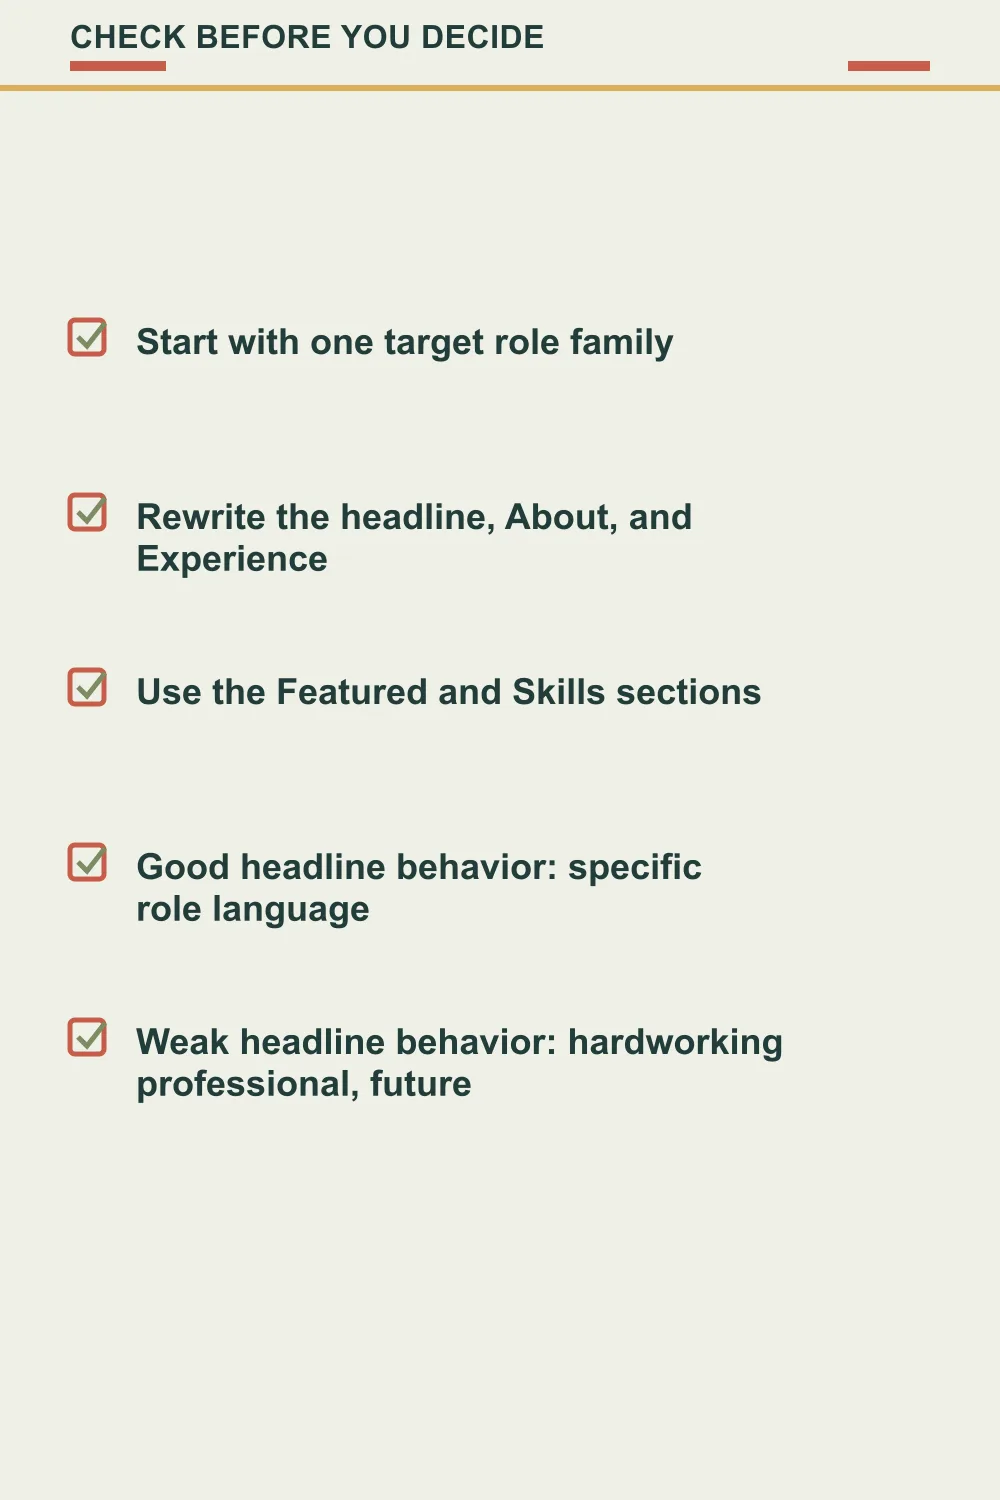 CHECK BEFORE YOU DECIDE
Start with one target role family
Rewrite the headline, About, and
Experience
Use the Featured and Skills sections
Good headline behavior: specific
role language
Weak headline behavior: hardworking
professional, future